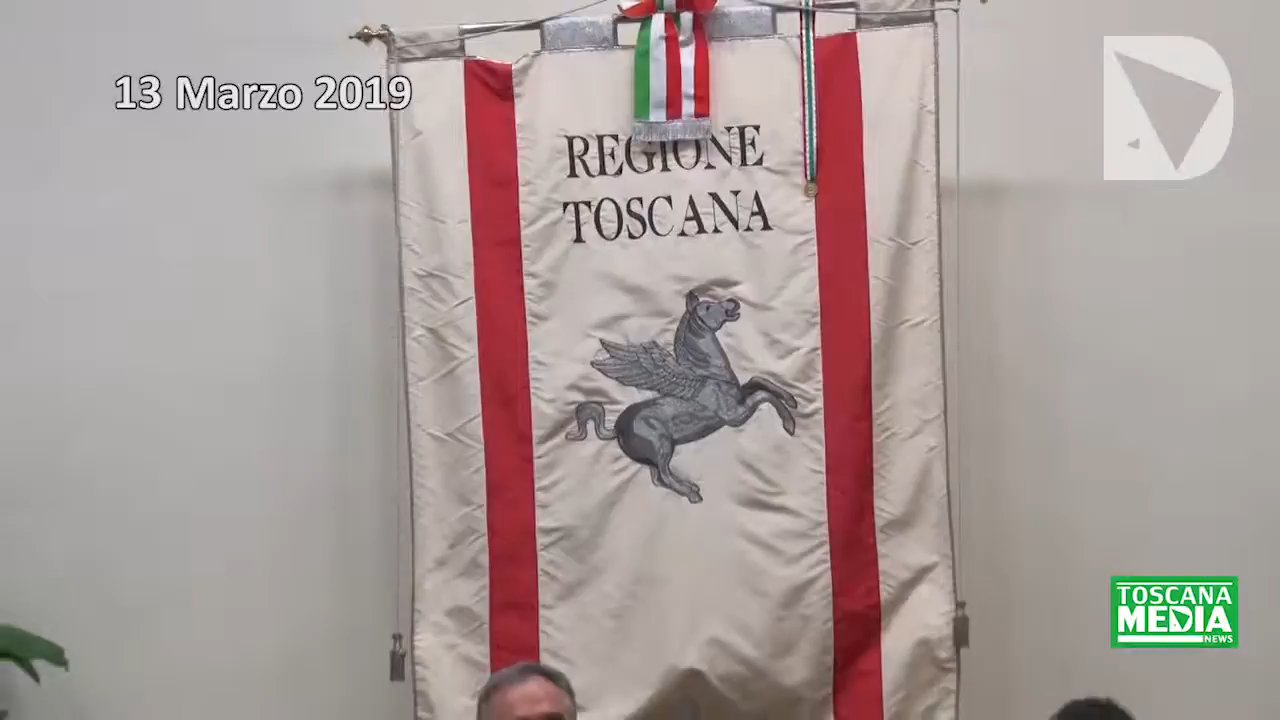 13 Marzo 2019
REGIONE
TOSCANA
TOSCANA
MEDIA
NEWS